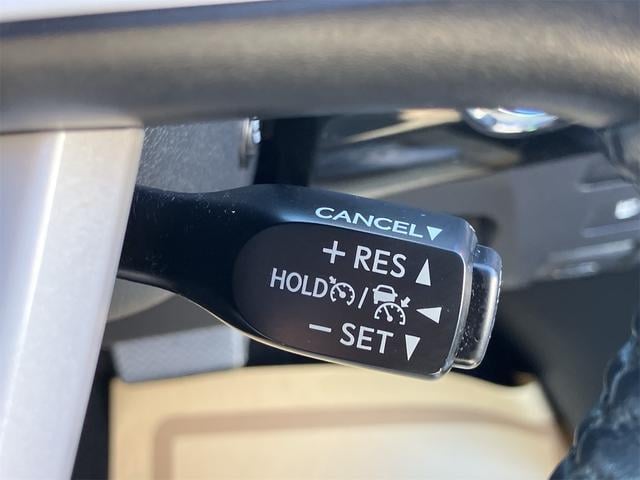 CANCEL▼
+ RES ▲
HOLD / ◀
− SET ▼